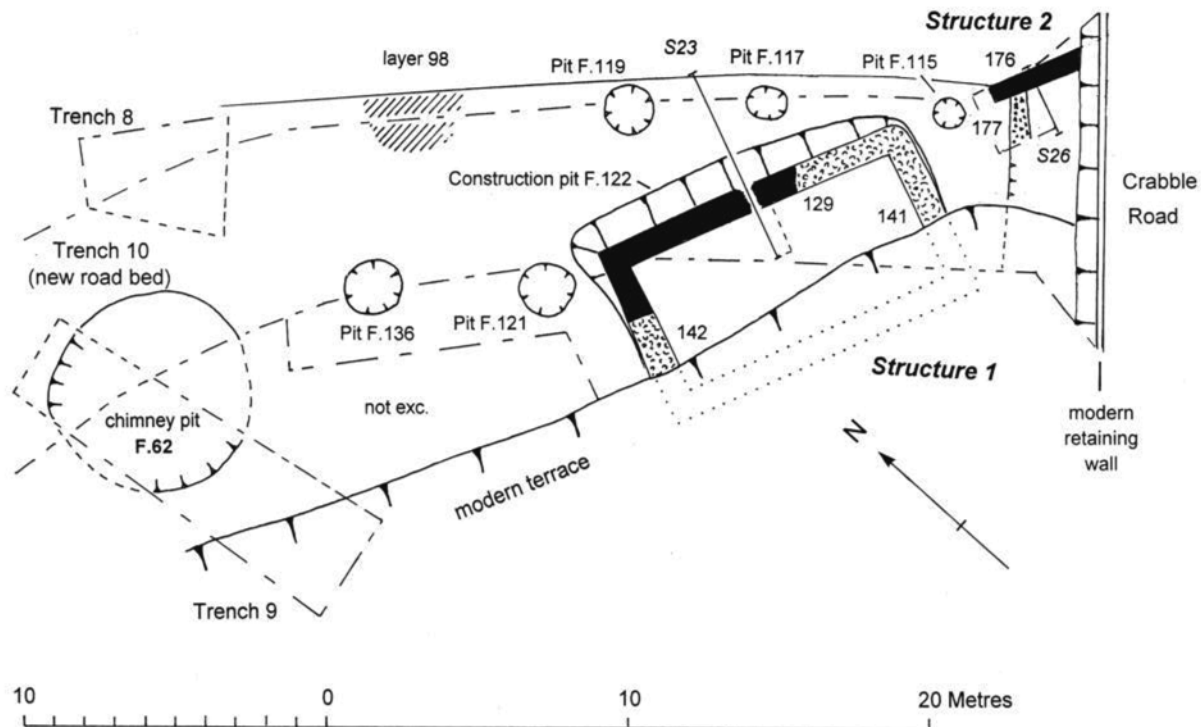 Structure 2
S23
Pit F.119
Pit F.117
Pit F.115
176
layer 98
Trench 8
177
S26
Construction pit F.122
Crabble
Road
129
141
Trench 10
(new road bed)
Pit F.136
Pit F.121
142
Structure 1
not exc.
chimney pit
F.62
modern
retaining
wall
N
modern terrace
Trench 9
10
0
10
20 Metres